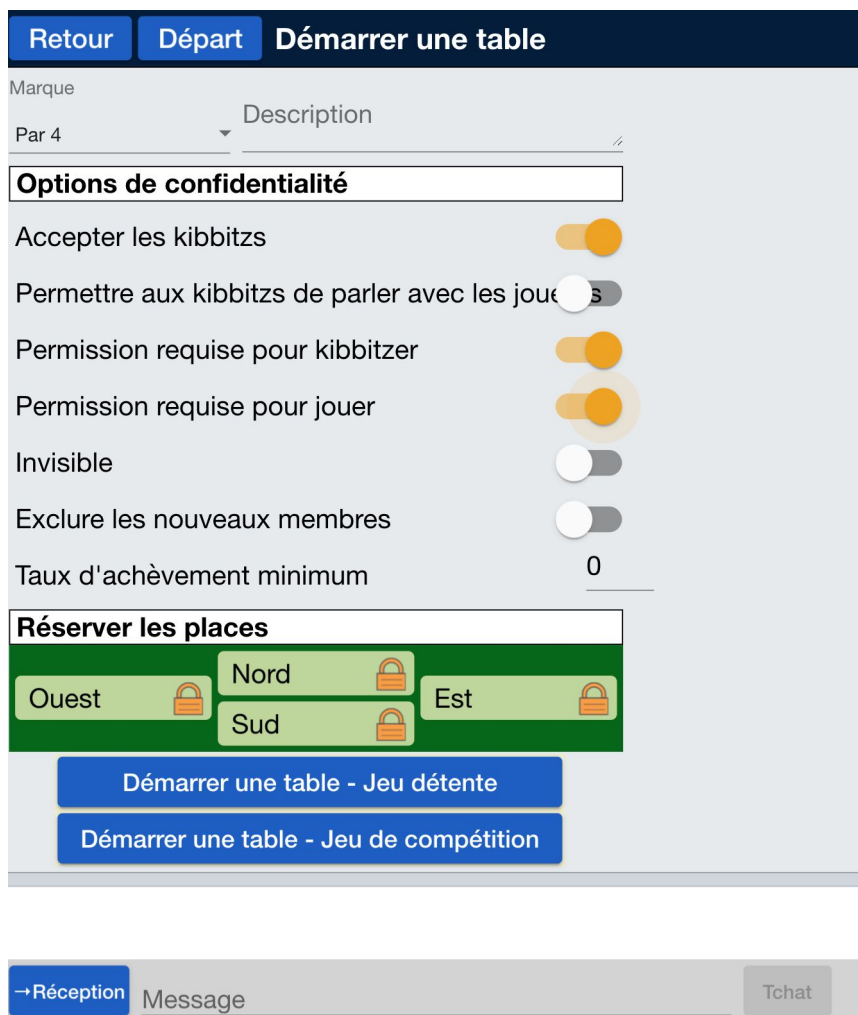 Retour Départ Démarrer une table
Marque
Description
Par 4
Options de confidentialité
Accepter les kibbitzs
Permettre aux kibbitzs de parler avec les joue s
Permission requise pour kibbitzer
Permission requise pour jouer
Invisible
Exclure les nouveaux membres
Taux d'achèvement minimum 0
Réserver les places
Nord
Ouest Est
Sud
Démarrer une table - Jeu détente
Démarrer une table - Jeu de compétition
→Réception Message Tchat